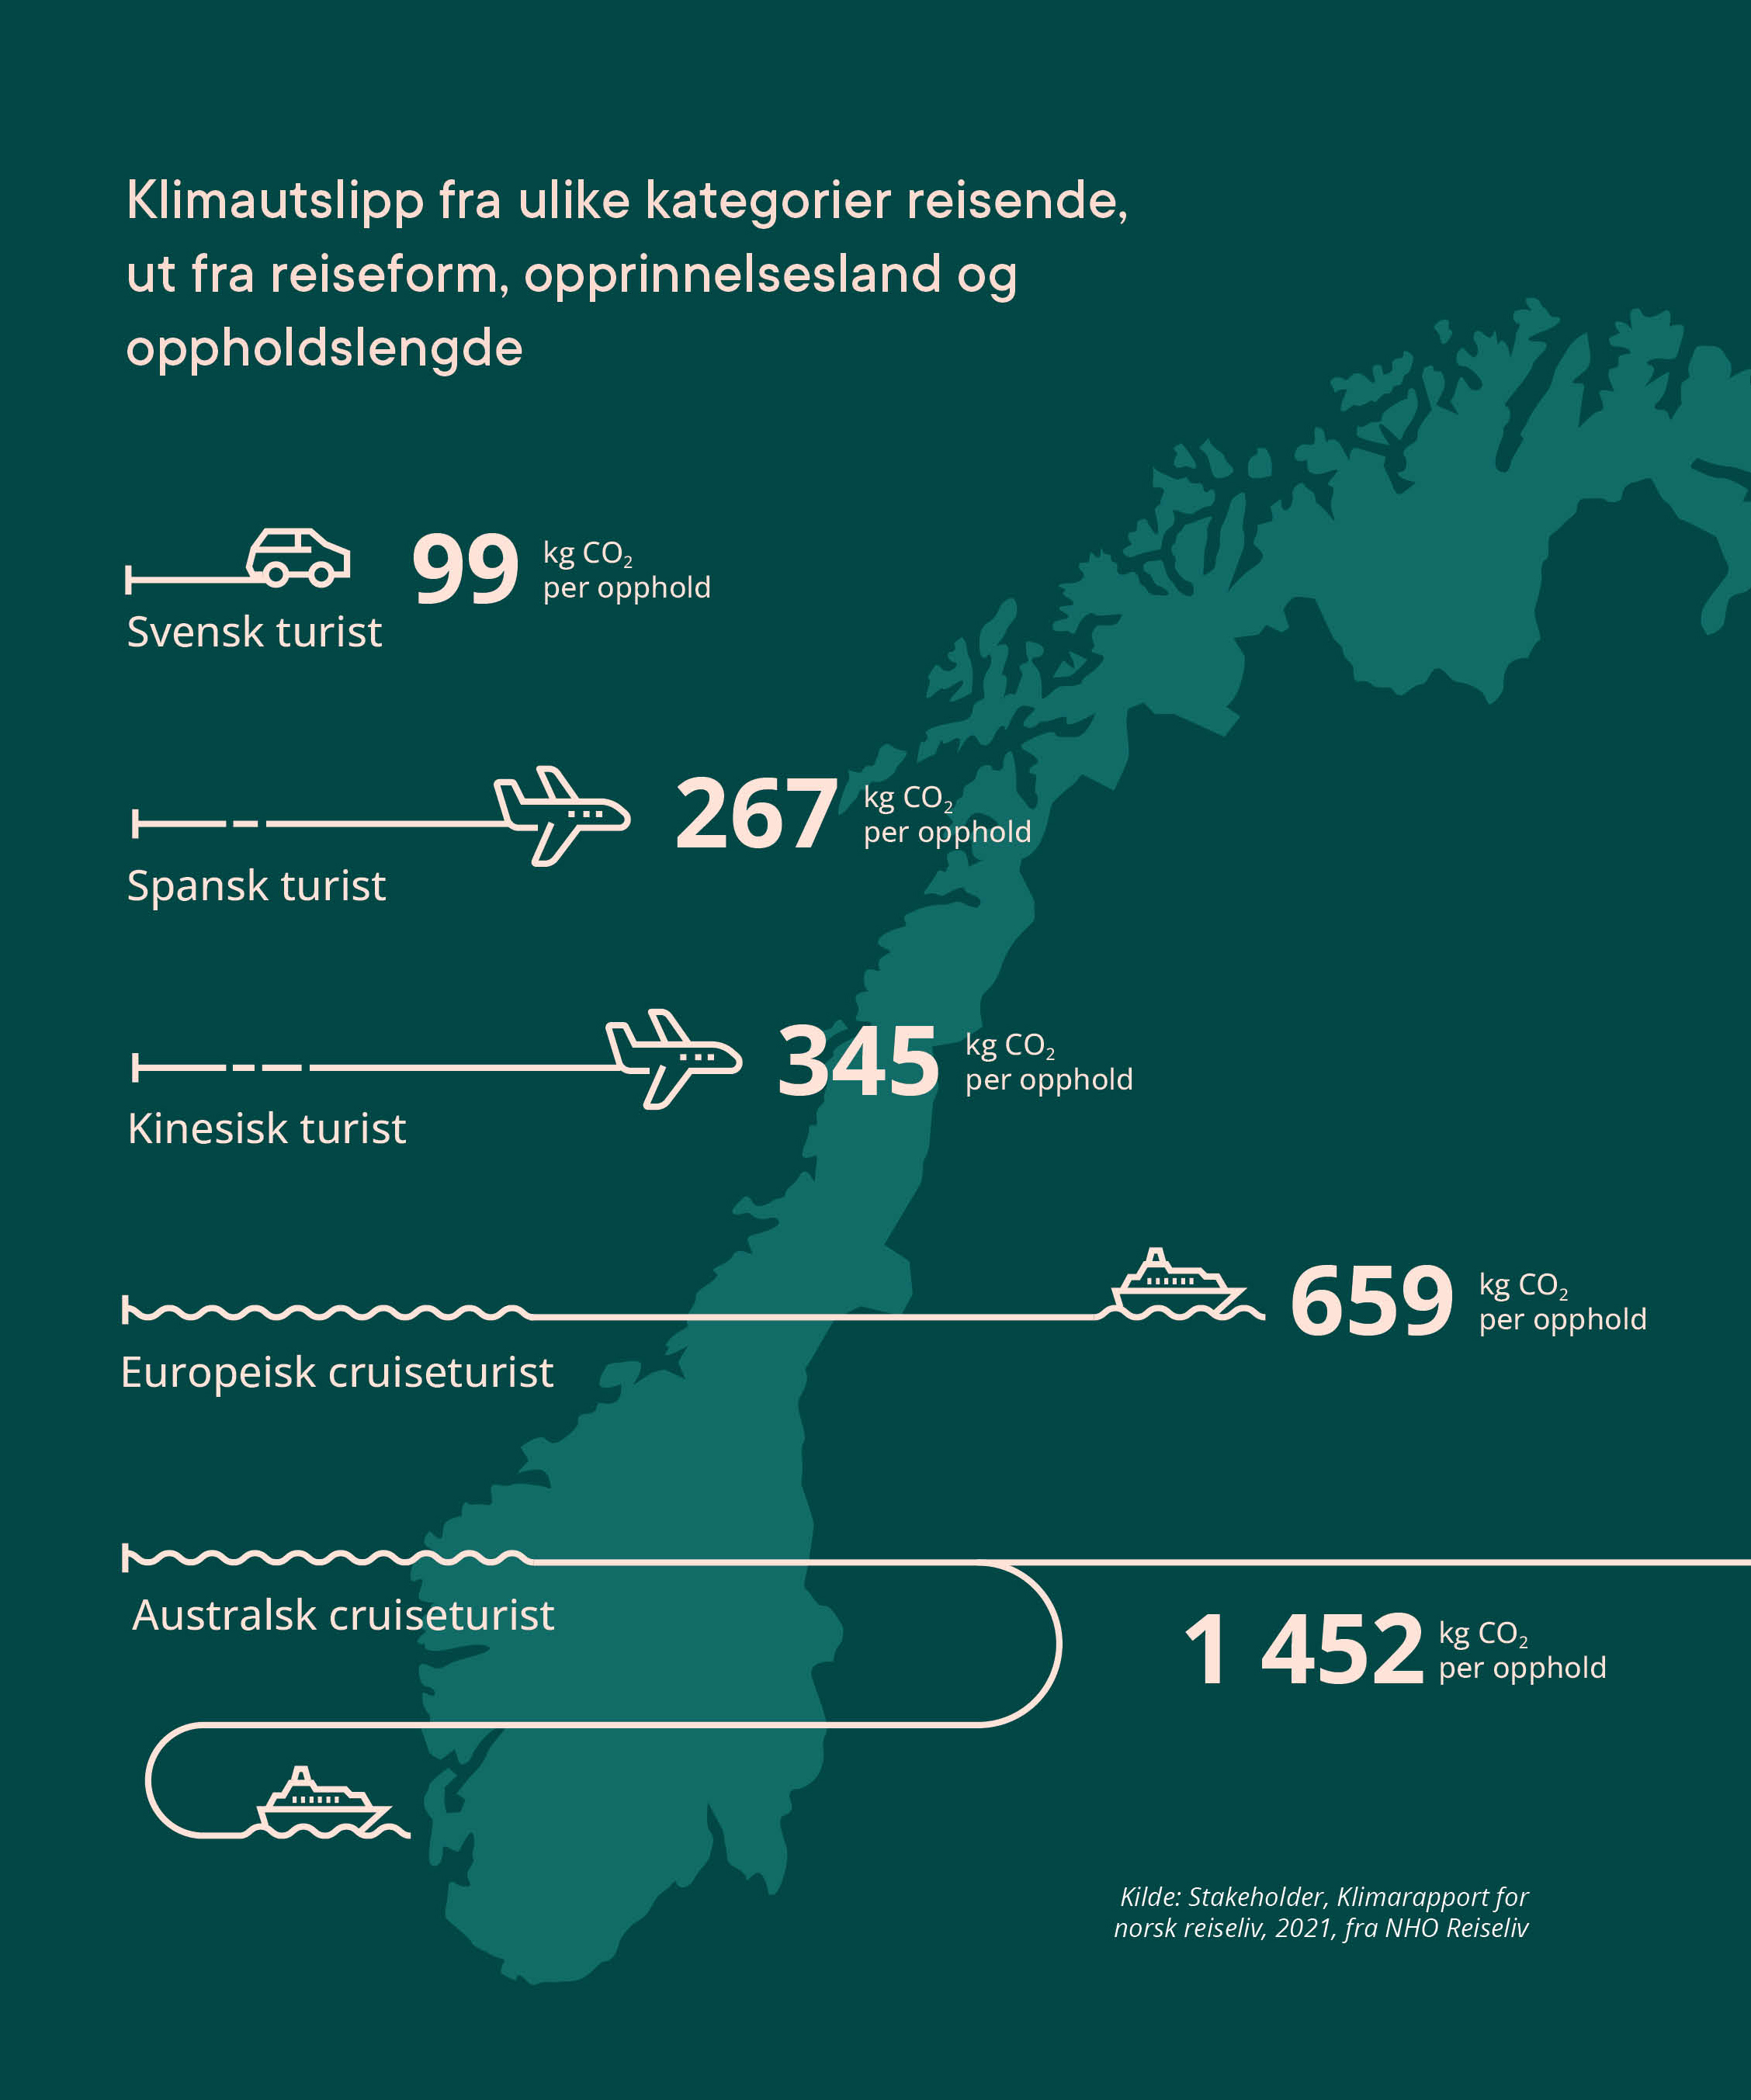 Klimautslipp fra ulike kategorier reisende,
ut fra reiseform, opprinnelsesland og
oppholdslengde
99
kg CO₂
per opphold
Svensk turist
267
kg CO₂
per opphold
Spansk turist
345
kg CO₂
per opphold
Kinesisk turist
659
kg CO₂
per opphold
Europeisk cruiseturist
Australsk cruiseturist
1 452
kg CO₂
per opphold
Kilde: Stakeholder, Klimarapport for
norsk reiseliv, 2021, fra NHO Reiseliv